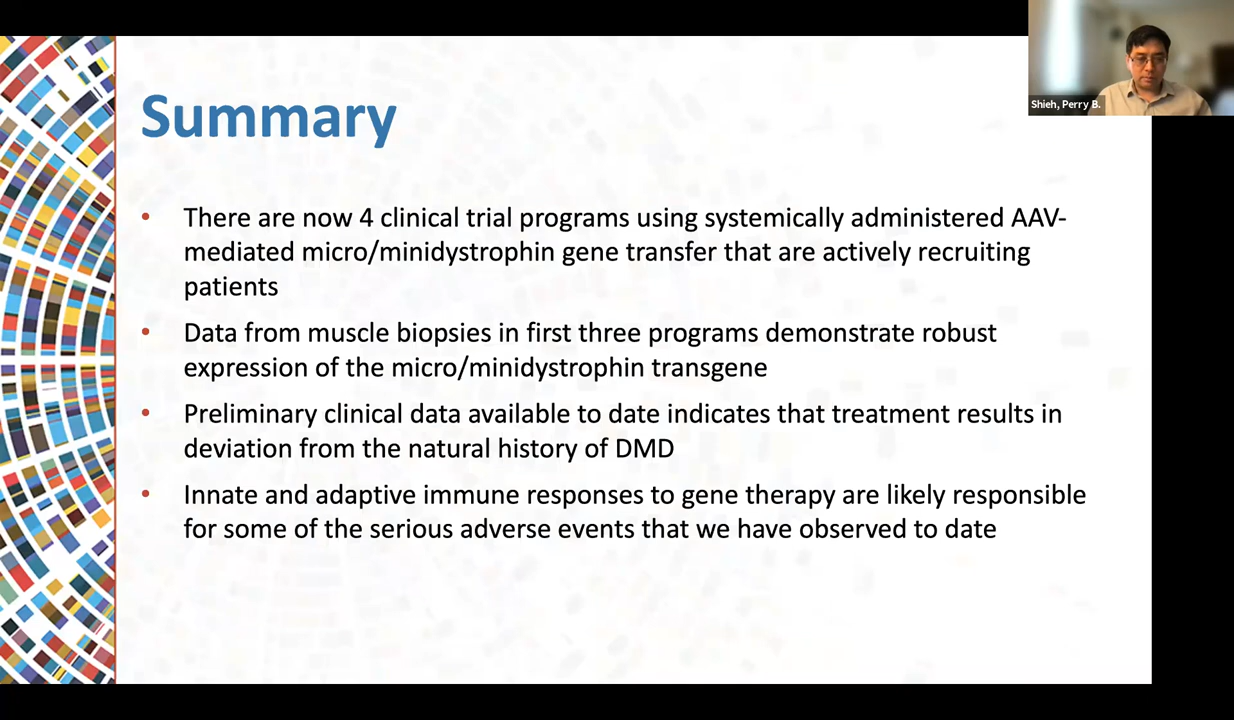 Shieh, Perry B.
Summary
• There are now 4 clinical trial programs using systemically administered AAV-
mediated micro/minidystrophin gene transfer that are actively recruiting
patients
• Data from muscle biopsies in first three programs demonstrate robust
expression of the micro/minidystrophin transgene
• Preliminary clinical data available to date indicates that treatment results in
deviation from the natural history of DMD
• Innate and adaptive immune responses to gene therapy are likely responsible
for some of the serious adverse events that we have observed to date